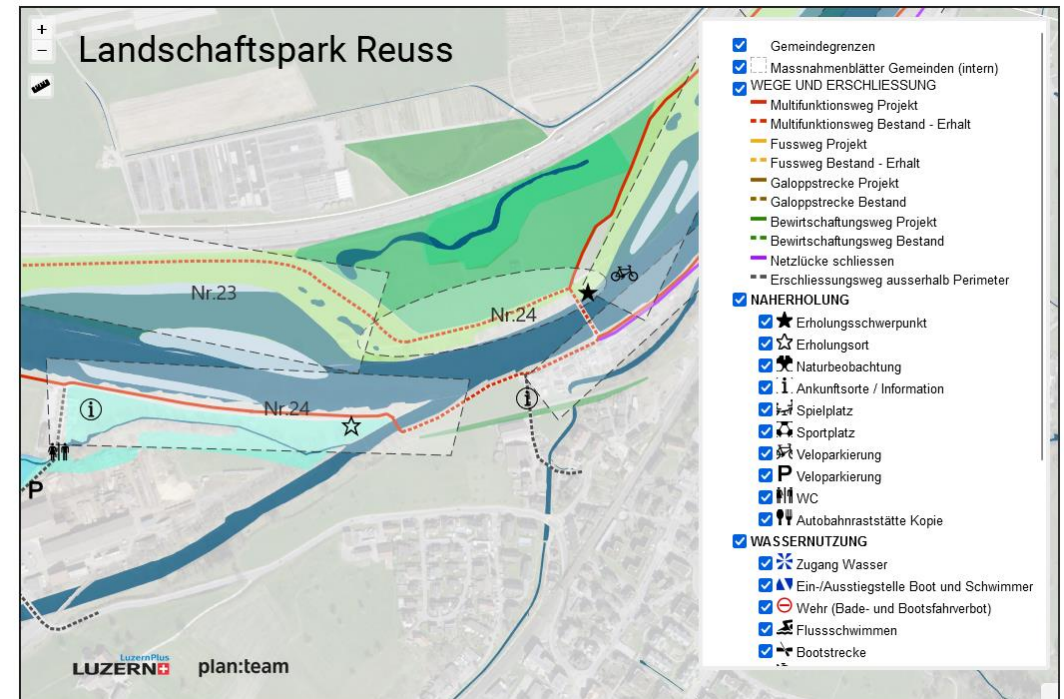 +
−
Landschaftspark Reuss
Nr.23
Nr.24
Nr.24
i
i
P
LuzernPlus
LUZERN
plan:team
Gemeindegrenzen
Massnahmenblätter Gemeinden (intern)
WEGE UND ERSCHLIESSUNG
Multifunktionsweg Projekt
Multifunktionsweg Bestand - Erhalt
Fussweg Projekt
Fussweg Bestand - Erhalt
Galoppstrecke Projekt
Galoppstrecke Bestand
Bewirtschaftungsweg Projekt
Bewirtschaftungsweg Bestand
Netzlücke schliessen
Erschliessungsweg ausserhalb Perimeter
NAHERHOLUNG
Erholungsschwerpunkt
Erholungsort
Naturbeobachtung
i Ankunftsorte / Information
Spielplatz
Sportplatz
Veloparkierung
P Veloparkierung
WC
Autobahnraststätte Kopie
WASSERNUTZUNG
Zugang Wasser
Ein-/Ausstiegstelle Boot und Schwimmer
Wehr (Bade- und Bootsfahrverbot)
Flussschwimmen
Bootstrecke